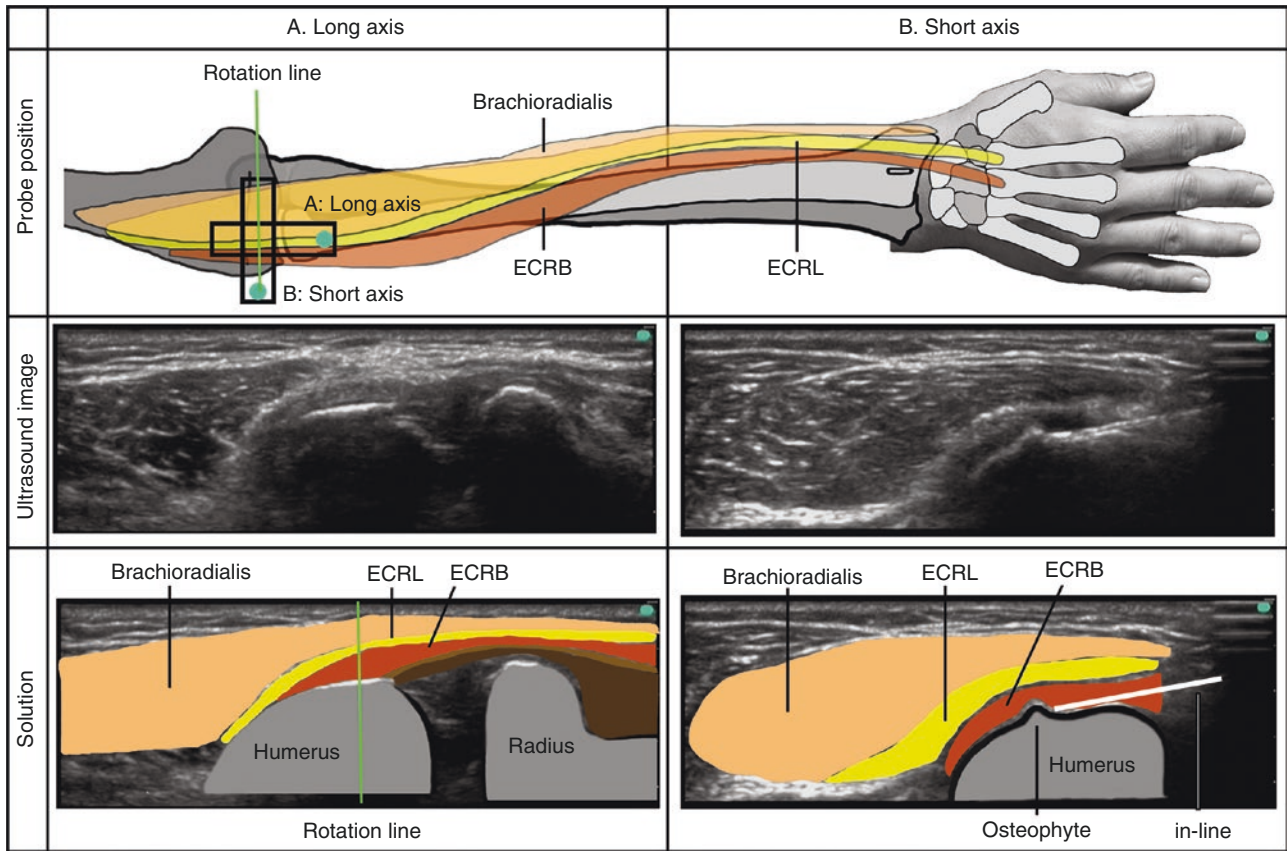 A. Long axis
B. Short axis
Probe position
Rotation line
Brachioradialis
A: Long axis
ECRB
ECRL
B: Short axis
Ultrasound image
Solution
Brachioradialis
ECRL
ECRB
Humerus
Radius
Rotation line
Brachioradialis
ECRL
ECRB
Humerus
Osteophyte
in-line